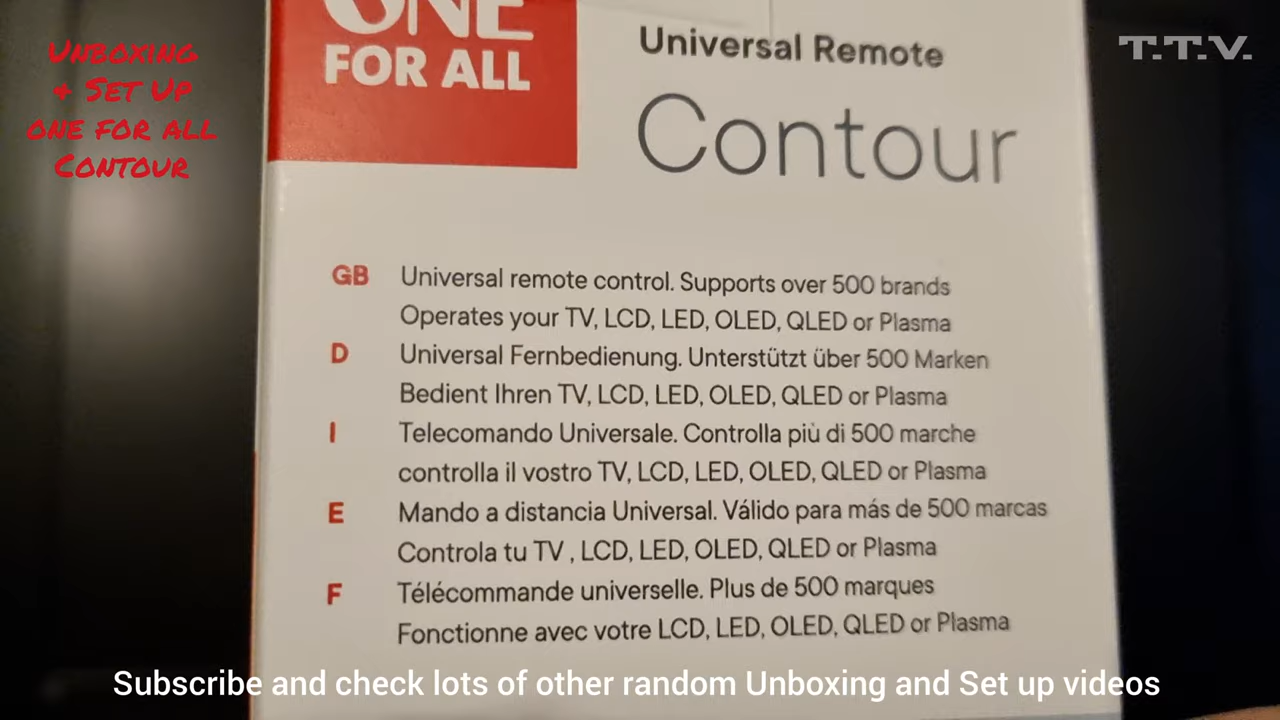 Unboxing
& Set Up
one for all
Contour
T.T.V.
ONE
FOR ALL
Universal Remote
Contour
GB Universal remote control. Supports over 500 brands
Operates your TV, LCD, LED, OLED, QLED or Plasma
D Universal Fernbedienung. Unterstützt über 500 Marken
Bedient Ihren TV, LCD, LED, OLED, QLED or Plasma
I Telecomando Universale. Controlla più di 500 marche
controlla il vostro TV, LCD, LED, OLED, QLED or Plasma
E Mando a distancia Universal. Válido para más de 500 marcas
Controla tu TV , LCD, LED, OLED, QLED or Plasma
F Télécommande universelle. Plus de 500 marques
Fonctionne avec votre LCD, LED, OLED, QLED or Plasma
Subscribe and check lots of other random Unboxing and Set up videos